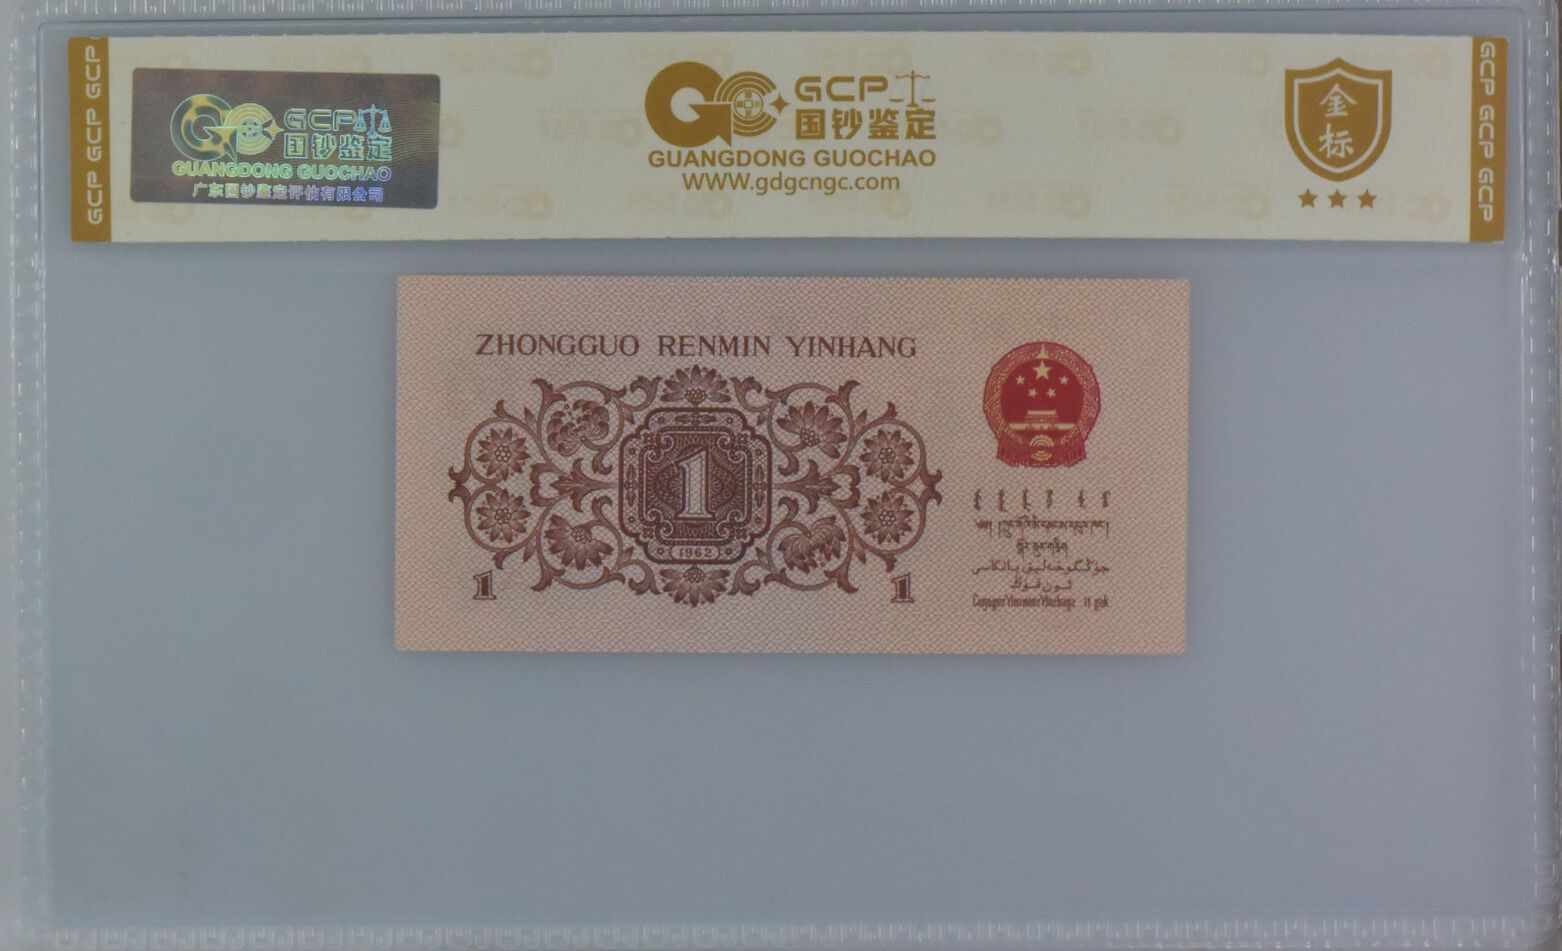 GCP GCP GCP
GCP
国钞鉴定
GUANGDONG GUOCHAO
广东国钞鉴定评估有限公司
GCP
国钞鉴定
GUANGDONG GUOCHAO
WWW.gdgcngc.com
金
标
GCP GCP GCP
ZHONGGUO RENMIN YINHANG
1
1962
1
1